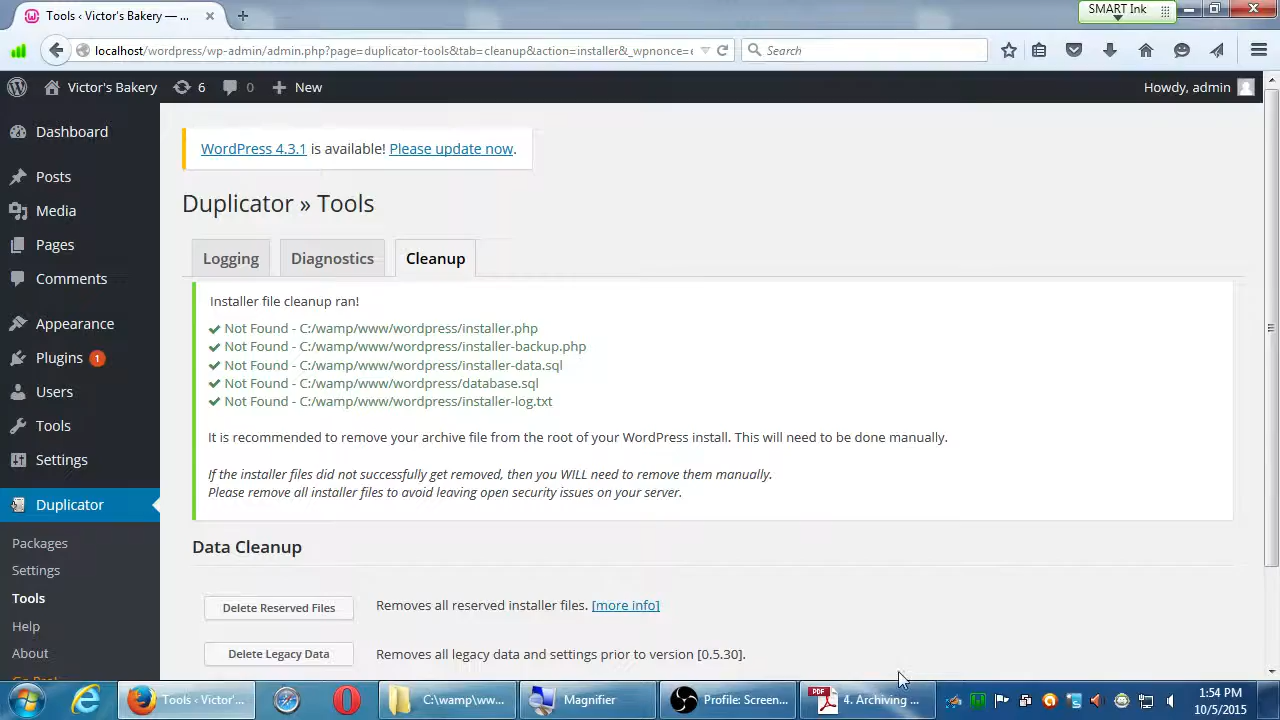 Tools ‹ Victor's Bakery — ...
SMART Ink
localhost/wordpress/wp-admin/admin.php?page=duplicator-tools&tab=cleanup&action=installer&_wpnonce=
Search
Victor's Bakery 6 0 New Howdy, admin
Dashboard
Posts
Media
Pages
Comments
Appearance
Plugins 1
Users
Tools
Settings
Duplicator
Packages
Settings
Tools
Help
About
WordPress 4.3.1 is available! Please update now.
Duplicator » Tools
Logging Diagnostics Cleanup
Installer file cleanup ran!
✔ Not Found - C:/wamp/www/wordpress/installer.php
✔ Not Found - C:/wamp/www/wordpress/installer-backup.php
✔ Not Found - C:/wamp/www/wordpress/installer-data.sql
✔ Not Found - C:/wamp/www/wordpress/database.sql
✔ Not Found - C:/wamp/www/wordpress/installer-log.txt
It is recommended to remove your archive file from the root of your WordPress install. This will need to be done manually.
If the installer files did not successfully get removed, then you WILL need to remove them manually.
Please remove all installer files to avoid leaving open security issues on your server.
Data Cleanup
Delete Reserved Files Removes all reserved installer files. [more info]
Delete Legacy Data Removes all legacy data and settings prior to version [0.5.30].
Tools ‹ Victor'...
C:\wamp\ww...
Magnifier
Profile: Screen...
PDF
4. Archiving ...
1:54 PM
10/5/2015